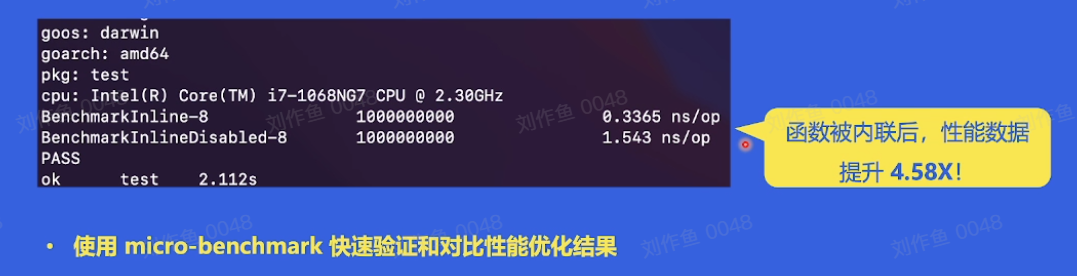 goos: darwin
goarch: amd64
pkg: test
cpu: Intel(R) Core(TM) i7-1068NG7 CPU @ 2.30GHz
BenchmarkInline-8 1000000000 0.3365 ns/op
BenchmarkInlineDisabled-8 1000000000 1.543 ns/op
PASS
ok test 2.112s
函数被内联后，性能数据
提升 4.58X！
• 使用 micro-benchmark 快速验证和对比性能优化结果
刘作鱼 0048